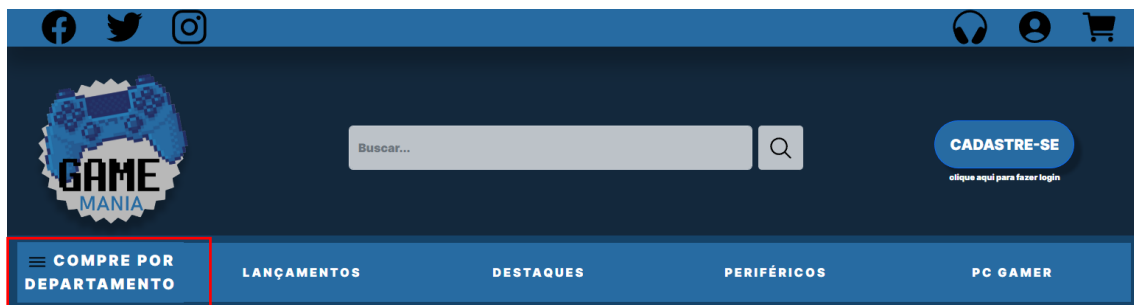 GAME
MANIA
Buscar...
CADASTRE-SE
clique aqui para fazer login
COMPRE POR
DEPARTAMENTO
LANÇAMENTOS
DESTAQUES
PERIFÉRICOS
PC GAMER